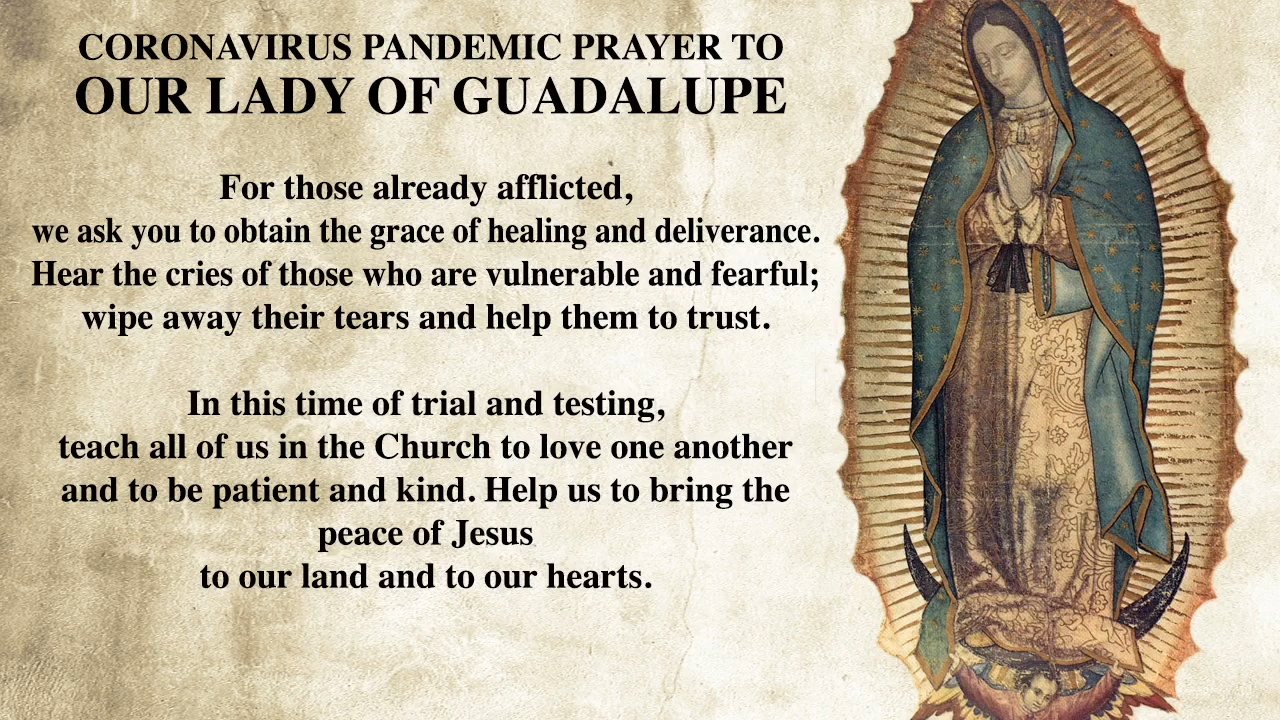 CORONAVIRUS PANDEMIC PRAYER TO
OUR LADY OF GUADALUPE
For those already afflicted,
we ask you to obtain the grace of healing and deliverance.
Hear the cries of those who are vulnerable and fearful;
wipe away their tears and help them to trust.
In this time of trial and testing,
teach all of us in the Church to love one another
and to be patient and kind. Help us to bring the
peace of Jesus
to our land and to our hearts.